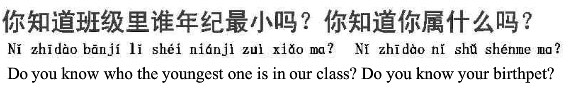 你知道班级里谁年纪最小吗？你知道你属什么吗？
Nǐ zhīdào bānjí lǐ shéi niánjì zuì xiǎo ma? Nǐ zhīdào nǐ shǔ shénme ma?
Do you know who the youngest one is in our class? Do you know your birthpet?